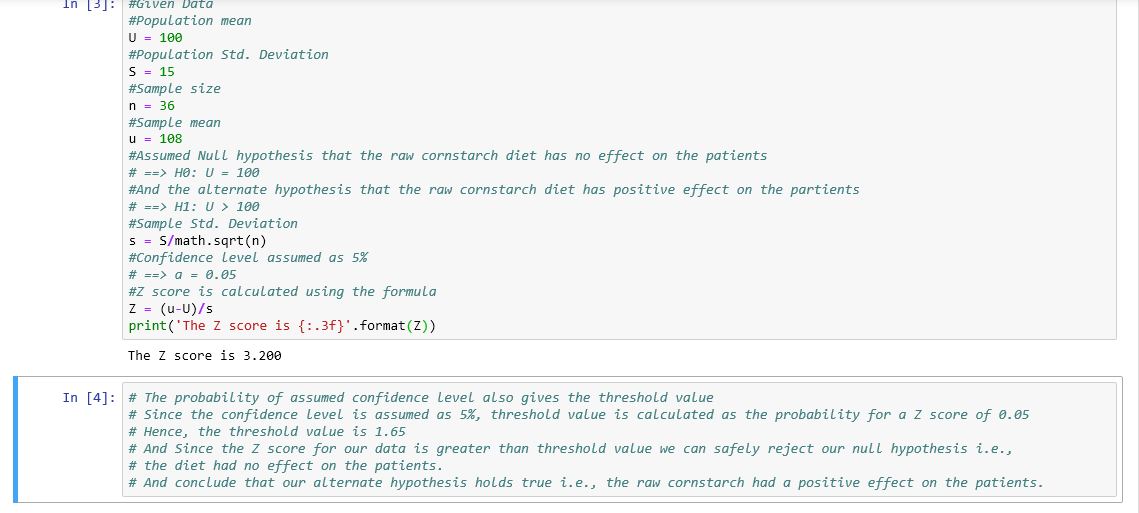 In [3]: #Given Data
#Population mean
U = 100
#Population Std. Deviation
S = 15
#Sample size
n = 36
#Sample mean
u = 108
#Assumed Null hypothesis that the raw cornstarch diet has no effect on the patients
# ==> H0: U = 100
#And the alternate hypothesis that the raw cornstarch diet has positive effect on the partients
# ==> H1: U > 100
#Sample Std. Deviation
s = S/math.sqrt(n)
#Confidence level assumed as 5%
# ==> a = 0.05
#Z score is calculated using the formula
Z = (u-U)/s
print('The Z score is {:.3f}'.format(Z))
The Z score is 3.200
In [4]: # The probability of assumed confidence level also gives the threshold value
# Since the confidence level is assumed as 5%, threshold value is calculated as the probability for a Z score of 0.05
# Hence, the threshold value is 1.65
# And Since the Z score for our data is greater than threshold value we can safely reject our null hypothesis i.e.,
# the diet had no effect on the patients.
# And conclude that our alternate hypothesis holds true i.e., the raw cornstarch had a positive effect on the patients.